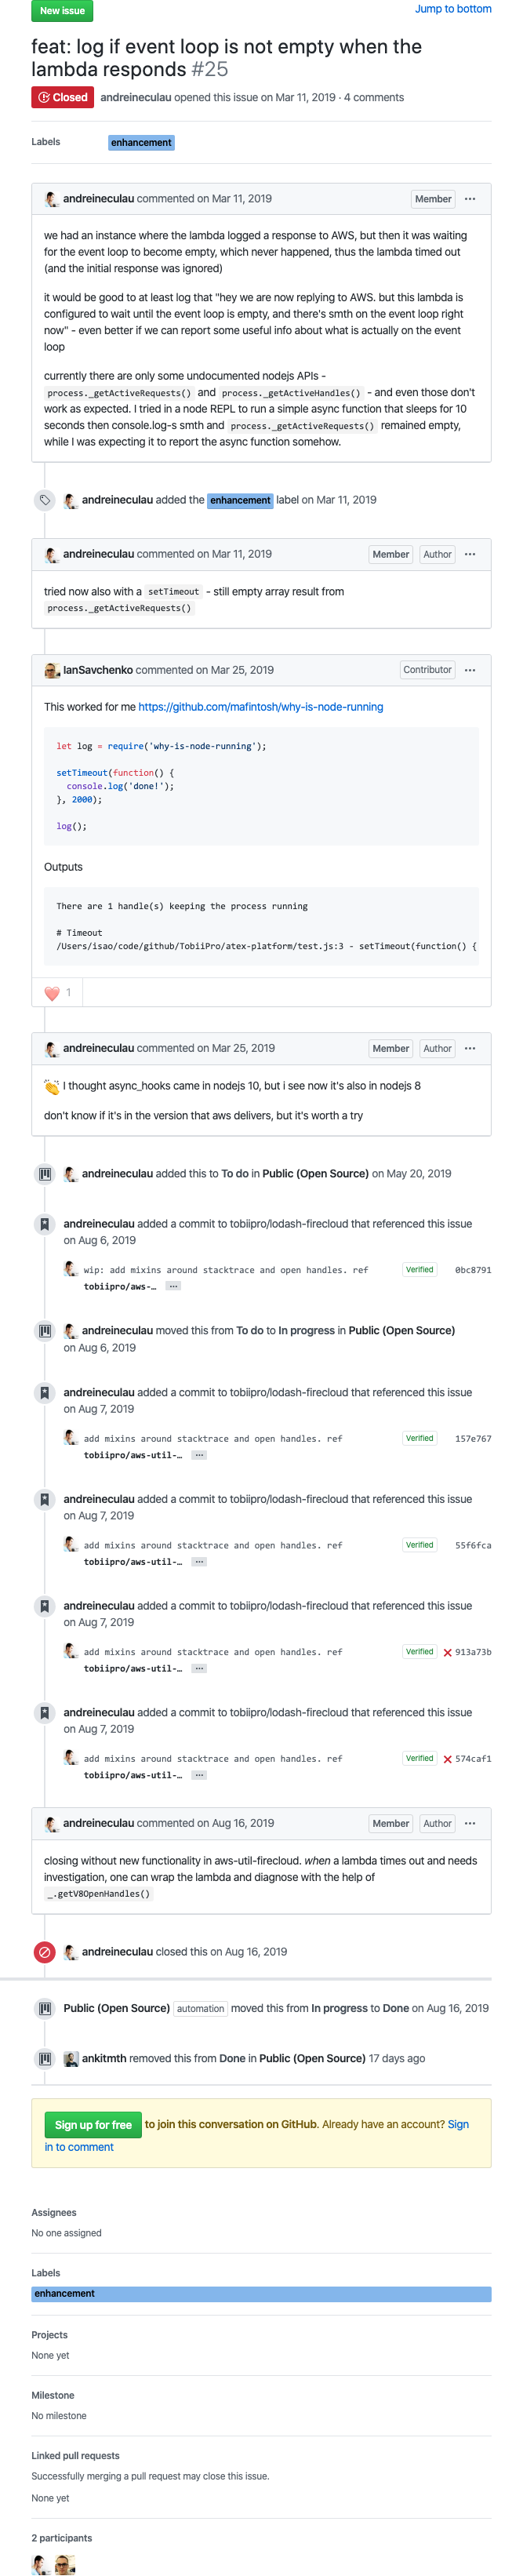 New issue
Jump to bottom
feat: log if event loop is not empty when the
lambda responds #25
Closed
andreineculau opened this issue on Mar 11, 2019 · 4 comments
Labels
enhancement
andreineculau commented on Mar 11, 2019
Member
···
we had an instance where the lambda logged a response to AWS, but then it was waiting
for the event loop to become empty, which never happened, thus the lambda timed out
(and the initial response was ignored)
it would be good to at least log that "hey we are now replying to AWS. but this lambda is
configured to wait until the event loop is empty, and there's smth on the event loop right
now" - even better if we can report some useful info about what is actually on the event
loop
currently there are only some undocumented nodejs APIs -
process._getActiveRequests() and process._getActiveHandles() - and even those don't
work as expected. I tried in a node REPL to run a simple async function that sleeps for 10
seconds then console.log-s smth and process._getActiveRequests() remained empty,
while I was expecting it to report the async function somehow.
andreineculau added the enhancement label on Mar 11, 2019
andreineculau commented on Mar 11, 2019
Member
Author
···
tried now also with a setTimeout - still empty array result from
process._getActiveRequests()
IanSavchenko commented on Mar 25, 2019
Contributor
···
This worked for me https://github.com/mafintosh/why-is-node-running
let log = require('why-is-node-running');
setTimeout(function() {
console.log('done!');
}, 2000);
log();
Outputs
There are 1 handle(s) keeping the process running
# Timeout
/Users/isao/code/github/TobiiPro/atex-platform/test.js:3 - setTimeout(function() {
1
andreineculau commented on Mar 25, 2019
Member
Author
···
I thought async_hooks came in nodejs 10, but i see now it's also in nodejs 8
don't know if it's in the version that aws delivers, but it's worth a try
andreineculau added this to To do in Public (Open Source) on May 20, 2019
andreineculau added a commit to tobiipro/lodash-firecloud that referenced this issue
on Aug 6, 2019
wip: add mixins around stacktrace and open handles. ref
Verified
0bc8791
tobiipro/aws-… …
andreineculau moved this from To do to In progress in Public (Open Source)
on Aug 6, 2019
andreineculau added a commit to tobiipro/lodash-firecloud that referenced this issue
on Aug 7, 2019
add mixins around stacktrace and open handles. ref
Verified
157e767
tobiipro/aws-util-… …
andreineculau added a commit to tobiipro/lodash-firecloud that referenced this issue
on Aug 7, 2019
add mixins around stacktrace and open handles. ref
Verified
55f6fca
tobiipro/aws-util-… …
andreineculau added a commit to tobiipro/lodash-firecloud that referenced this issue
on Aug 7, 2019
add mixins around stacktrace and open handles. ref
Verified
913a73b
tobiipro/aws-util-… …
andreineculau added a commit to tobiipro/lodash-firecloud that referenced this issue
on Aug 7, 2019
add mixins around stacktrace and open handles. ref
Verified
574caf1
tobiipro/aws-util-… …
andreineculau commented on Aug 16, 2019
Member
Author
···
closing without new functionality in aws-util-firecloud. when a lambda times out and needs
investigation, one can wrap the lambda and diagnose with the help of
_.getV8OpenHandles()
andreineculau closed this on Aug 16, 2019
Public (Open Source) automation moved this from In progress to Done on Aug 16, 2019
ankitmth removed this from Done in Public (Open Source) 17 days ago
Sign up for free to join this conversation on GitHub. Already have an account? Sign
in to comment
Assignees
No one assigned
Labels
enhancement
Projects
None yet
Milestone
No milestone
Linked pull requests
Successfully merging a pull request may close this issue.
None yet
2 participants